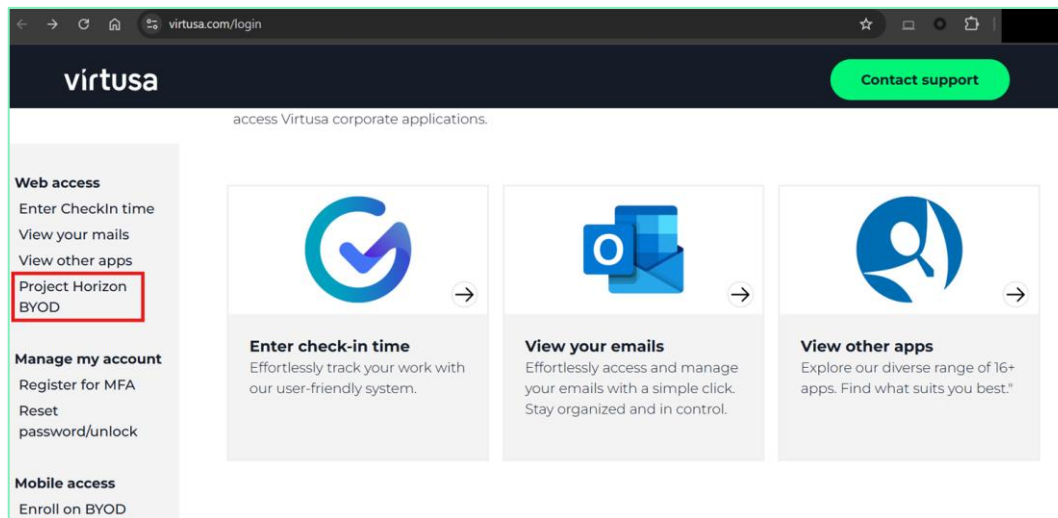 virtusa.com/login
virtusa
Contact support
access Virtusa corporate applications.
Web access
Enter CheckIn time
View your mails
View other apps
Project Horizon
BYOD
Manage my account
Register for MFA
Reset
password/unlock
Mobile access
Enroll on BYOD
Enter check-in time
Effortlessly track your work with
our user-friendly system.
O
View your emails
Effortlessly access and manage
your emails with a simple click.
Stay organized and in control.
View other apps
Explore our diverse range of 16+
apps. Find what suits you best."